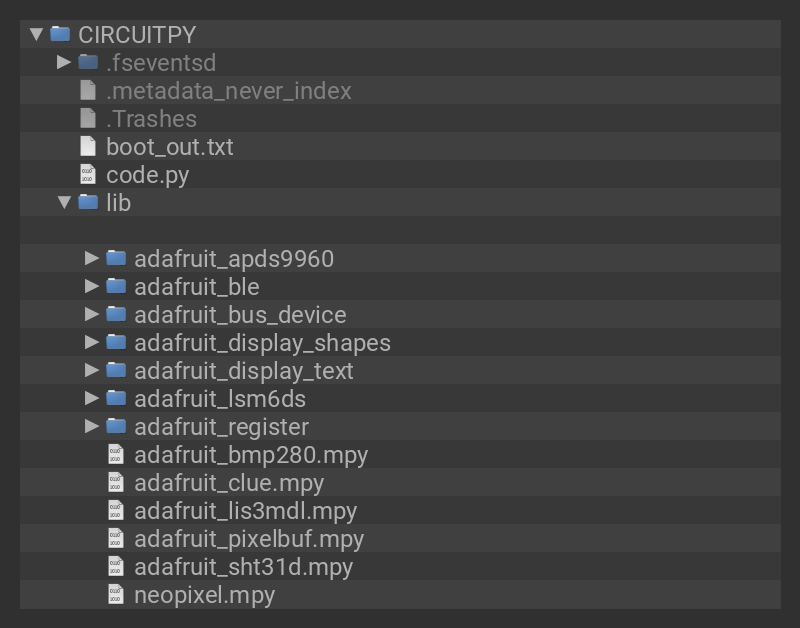 CIRCUITPY
.fseventsd
.metadata_never_index
.Trashes
boot_out.txt
code.py
lib
adafruit_apds9960
adafruit_ble
adafruit_bus_device
adafruit_display_shapes
adafruit_display_text
adafruit_lsm6ds
adafruit_register
adafruit_bmp280.mpy
adafruit_clue.mpy
adafruit_lis3mdl.mpy
adafruit_pixelbuf.mpy
adafruit_sht31d.mpy
neopixel.mpy